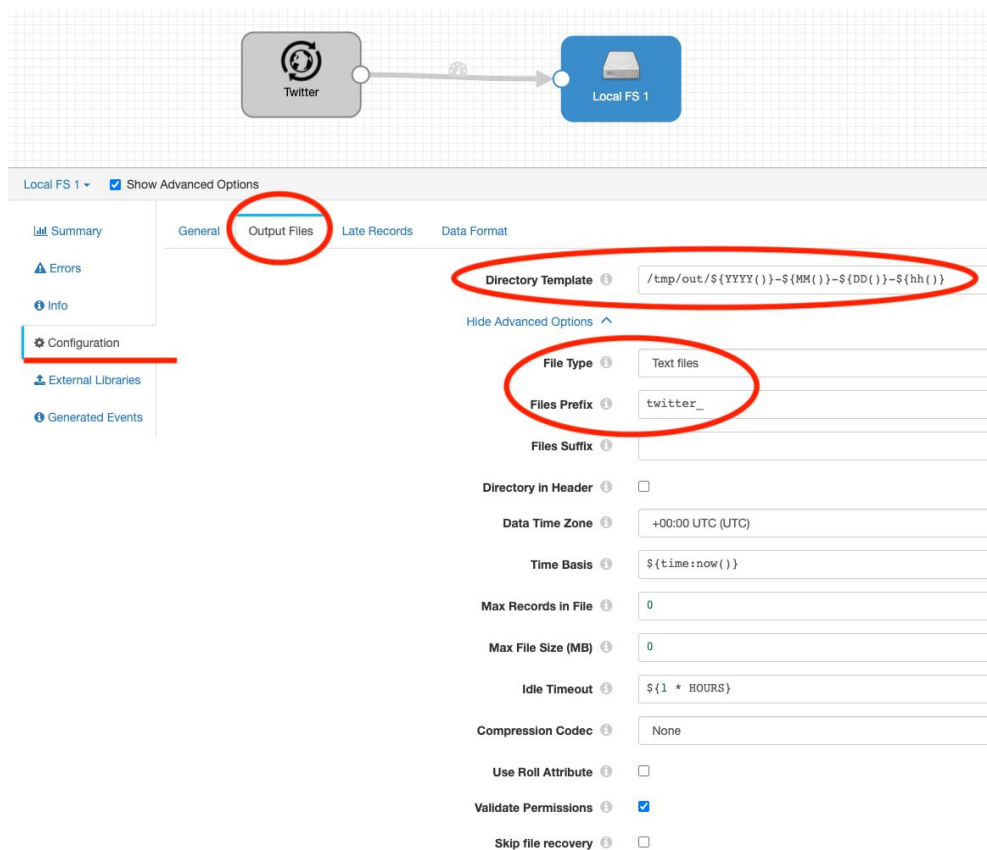 Twitter
Local FS 1
Local FS 1 Show Advanced Options
Summary
Errors
Info
Configuration
External Libraries
Generated Events
General Output Files Late Records Data Format
Directory Template /tmp/out/${YYYY()}-${MM()}-${DD()}-${hh()}
Hide Advanced Options
File Type Text files
Files Prefix twitter_
Files Suffix
Directory in Header
Data Time Zone +00:00 UTC (UTC)
Time Basis ${time:now()}
Max Records in File 0
Max File Size (MB) 0
Idle Timeout ${1 * HOURS}
Compression Codec None
Use Roll Attribute
Validate Permissions
Skip file recovery